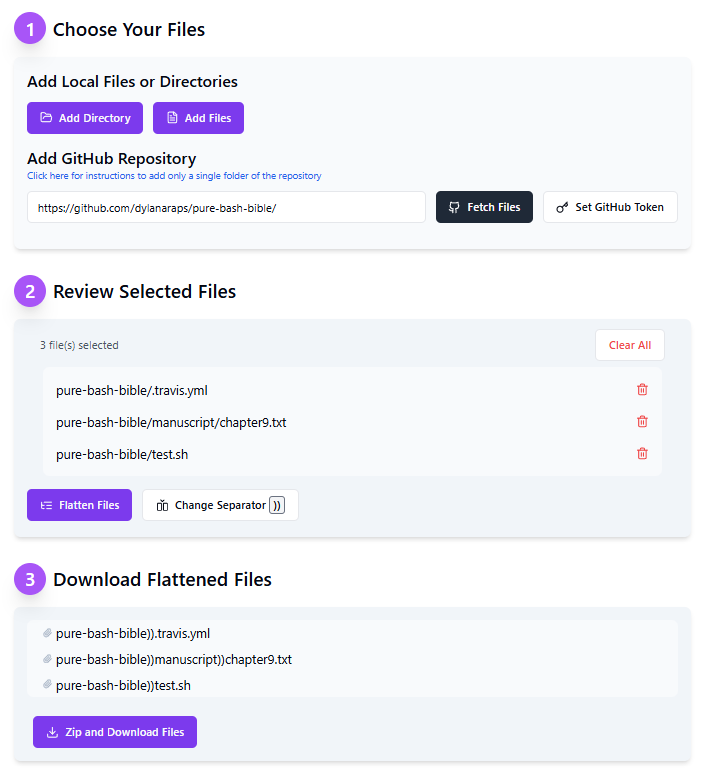 1 Choose Your Files
Add Local Files or Directories
Add Directory Add Files
Add GitHub Repository
Click here for instructions to add only a single folder of the repository
https://github.com/dylanaraps/pure-bash-bible/ Fetch Files Set GitHub Token
2 Review Selected Files
3 file(s) selected Clear All
pure-bash-bible/.travis.yml
pure-bash-bible/manuscript/chapter9.txt
pure-bash-bible/test.sh
Flatten Files Change Separator ))
3 Download Flattened Files
pure-bash-bible)).travis.yml
pure-bash-bible))manuscript))chapter9.txt
pure-bash-bible))test.sh
Zip and Download Files